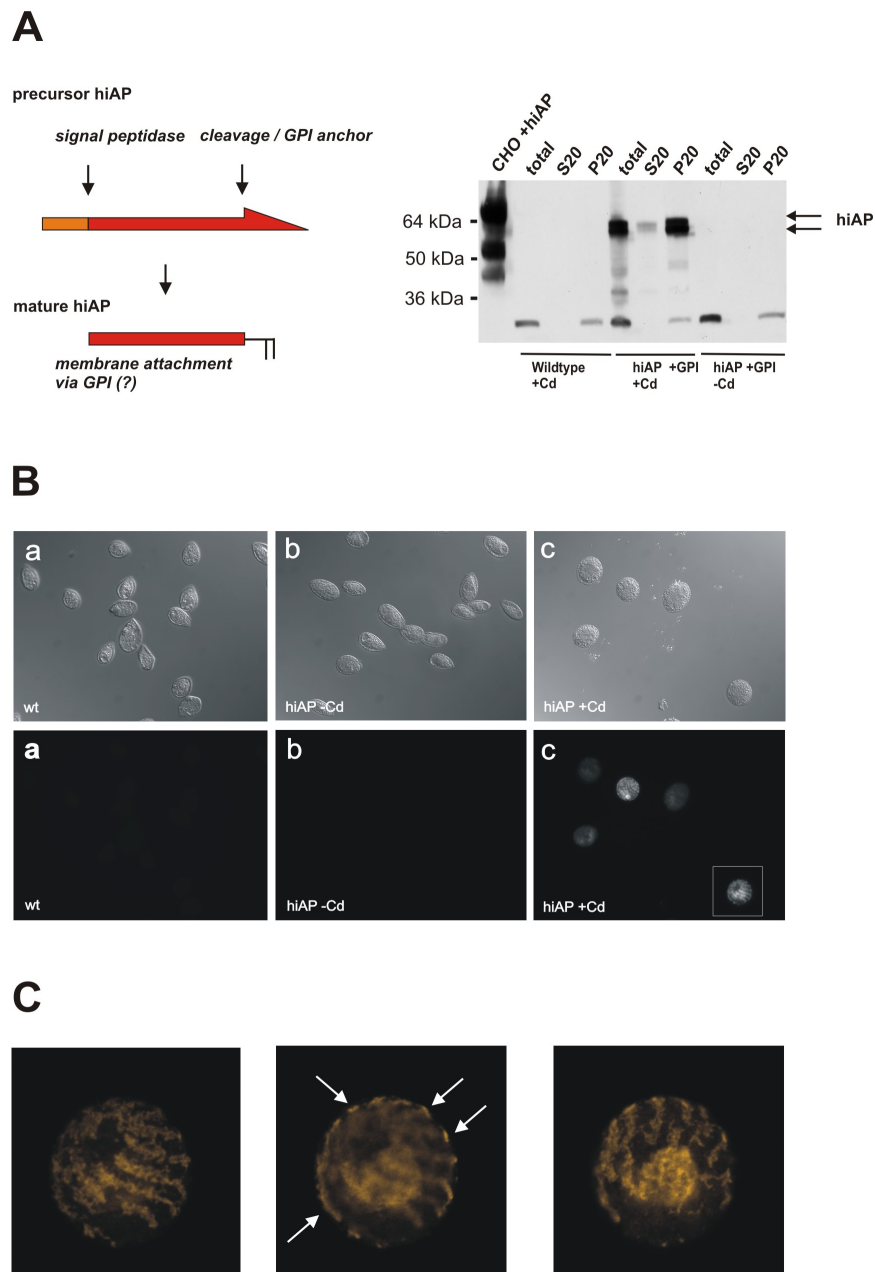 A
precursor hiAP
signal peptidase cleavage / GPI anchor
mature hiAP
membrane attachment
via GPI (?)
CHO +hiAP
total
S20
P20
total
S20
P20
total
S20
P20
64 kDa
50 kDa
36 kDa
hiAP
Wildtype
+Cd
hiAP +GPI
+Cd
hiAP +GPI
-Cd
B
a
wt
b
hiAP -Cd
c
hiAP +Cd
a
wt
b
hiAP -Cd
c
hiAP +Cd
C